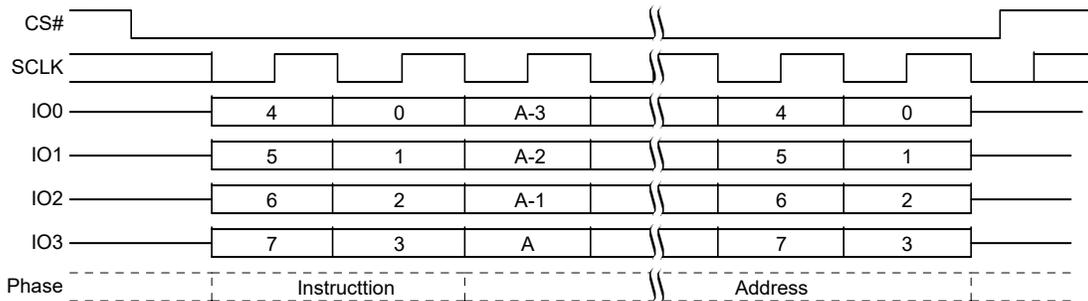 CS#
SCLK
IO0 4 0 A-3 4 0
IO1 5 1 A-2 5 1
IO2 6 2 A-1 6 2
IO3 7 3 A 7 3
Phase Instructtion Address